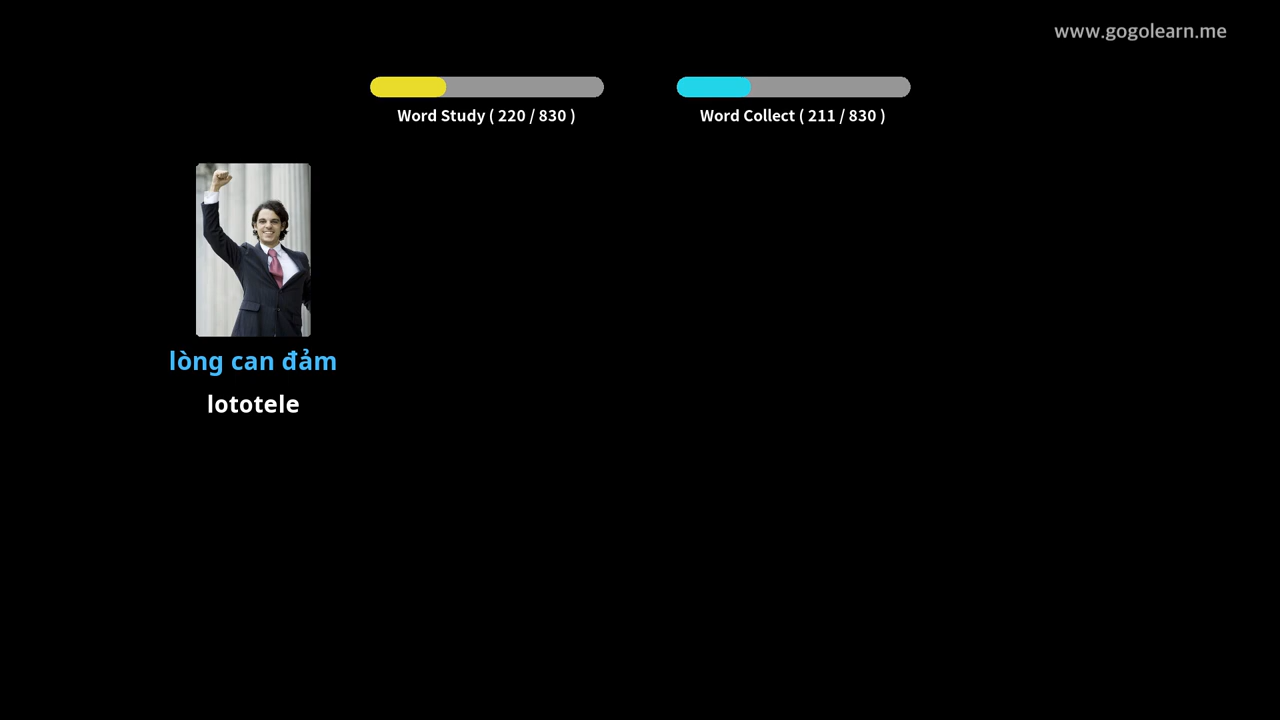 www.gogolearn.me
Word Study ( 220 / 830 )
Word Collect ( 211 / 830 )
lòng can đảm
lototele